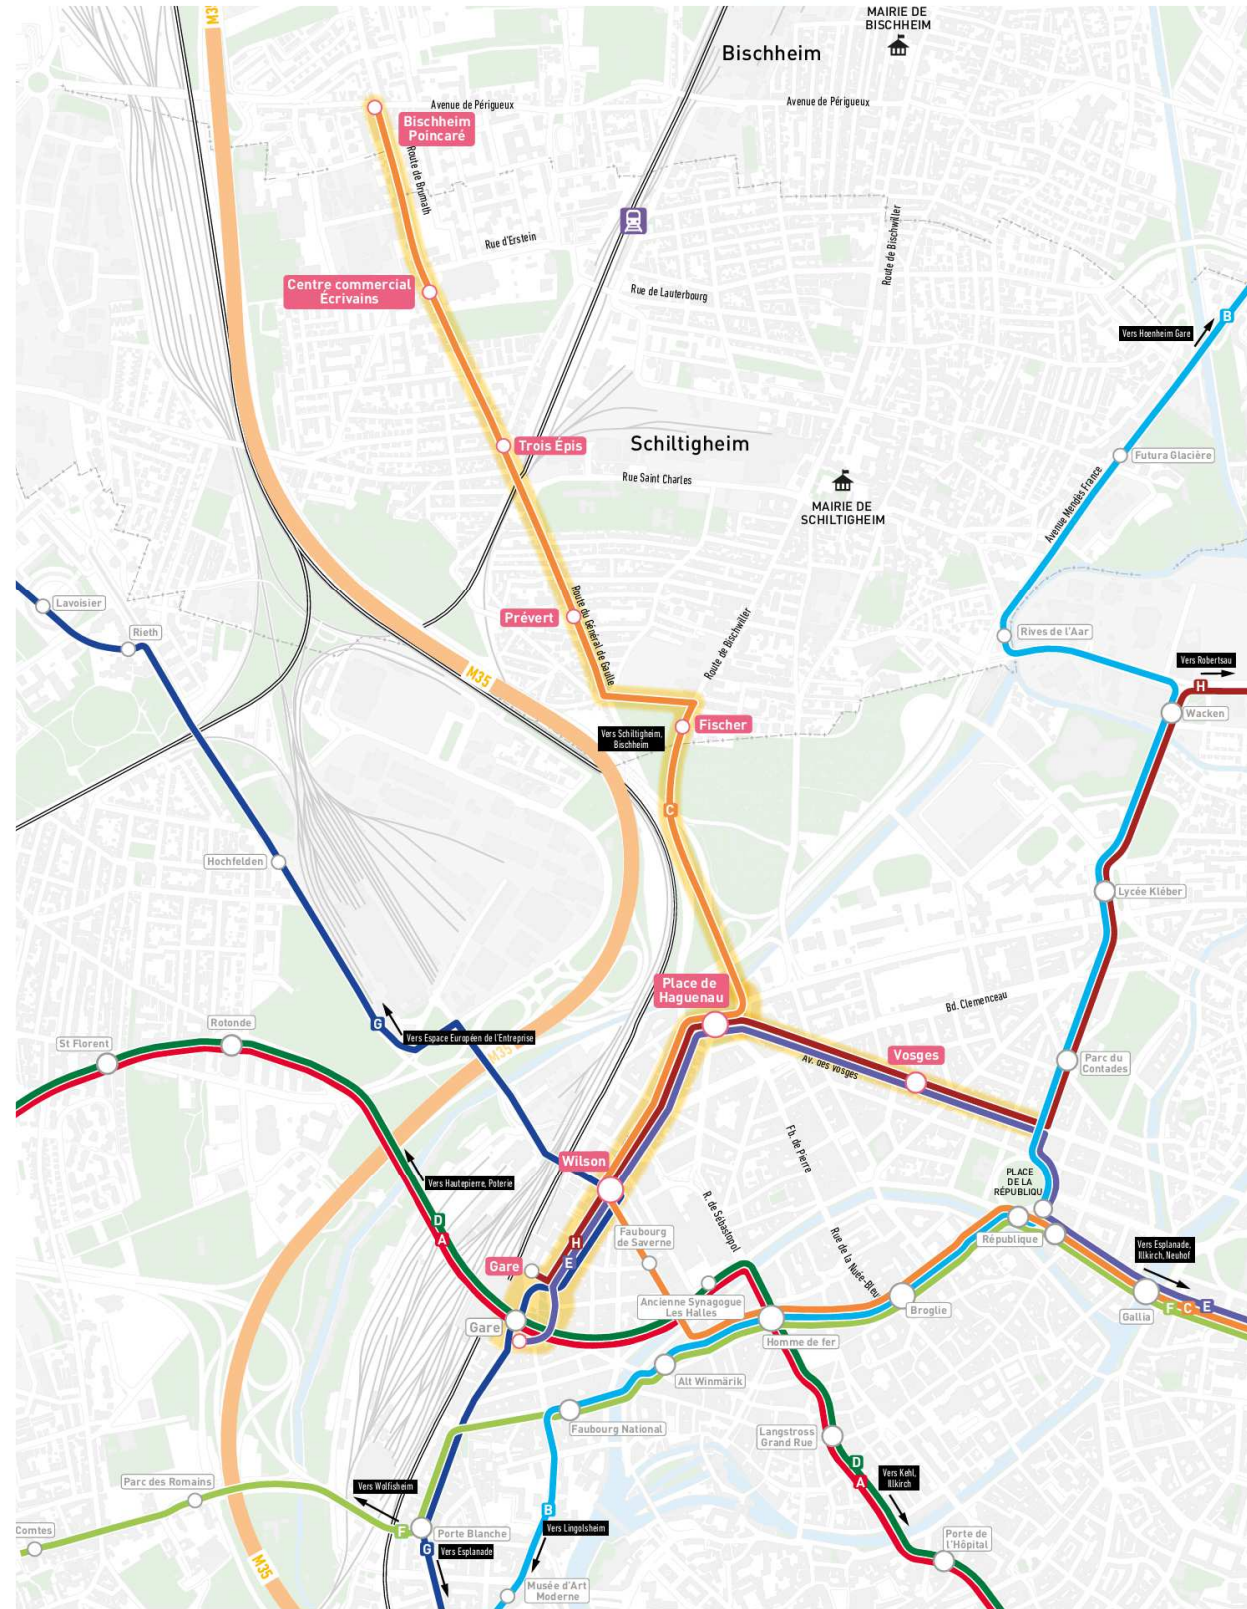 M35
MAIRIE DE
BISCHHEIM
Bischheim
Avenue de Périgueux
Avenue de Périgueux
Bischheim
Poincaré
Route de Brumath
Rue d'Erstein
Route de Bischwiller
Centre commercial
Écrivains
Rue de Lauterbourg
B
Vers Hoenheim Gare
Trois Épis
Schiltigheim
Futura Glacière
Rue Saint Charles
MAIRIE DE
SCHILTIGHEIM
Avenue Mendès France
Lavoisier
Rieth
Prévert
Route du Général de Gaulle
Route de Bischwiller
Rives de l'Aar
Vers Robertsau
H
M35
Wacken
Fischer
Vers Schiltigheim,
Bischheim
C
Hochfelden
Lycée Kléber
Place de
Haguenau
Bd. Clemenceau
Rotonde
St Florent
G
Vers Espace Européen de l'Entreprise
M35
Vosges
Av. des Vosges
Parc du
Contades
Fb. de Pierre
Wilson
Vers Hautepierre, Poterie
PLACE
DE LA
RÉPUBLIQU
D
A
R. de Sébastopol
Faubourg
de Saverne
Rue de la Nuée-Bleu
République
H
E
Vers Esplanade,
Illkirch, Neuhof
Gare
Ancienne Synagogue
Les Halles
Broglie
Gallia
F C E
Gare
Homme de fer
Alt Winmärik
Faubourg National
Langstross
Grand Rue
D
A
Vers Kehl,
Illkirch
Parc des Romains
Vers Wolfisheim
B
Vers Lingolsheim
Comtes
F
Porte Blanche
G
Vers Esplanade
Porte de
l'Hôpital
M35
Musée d'Art
Moderne